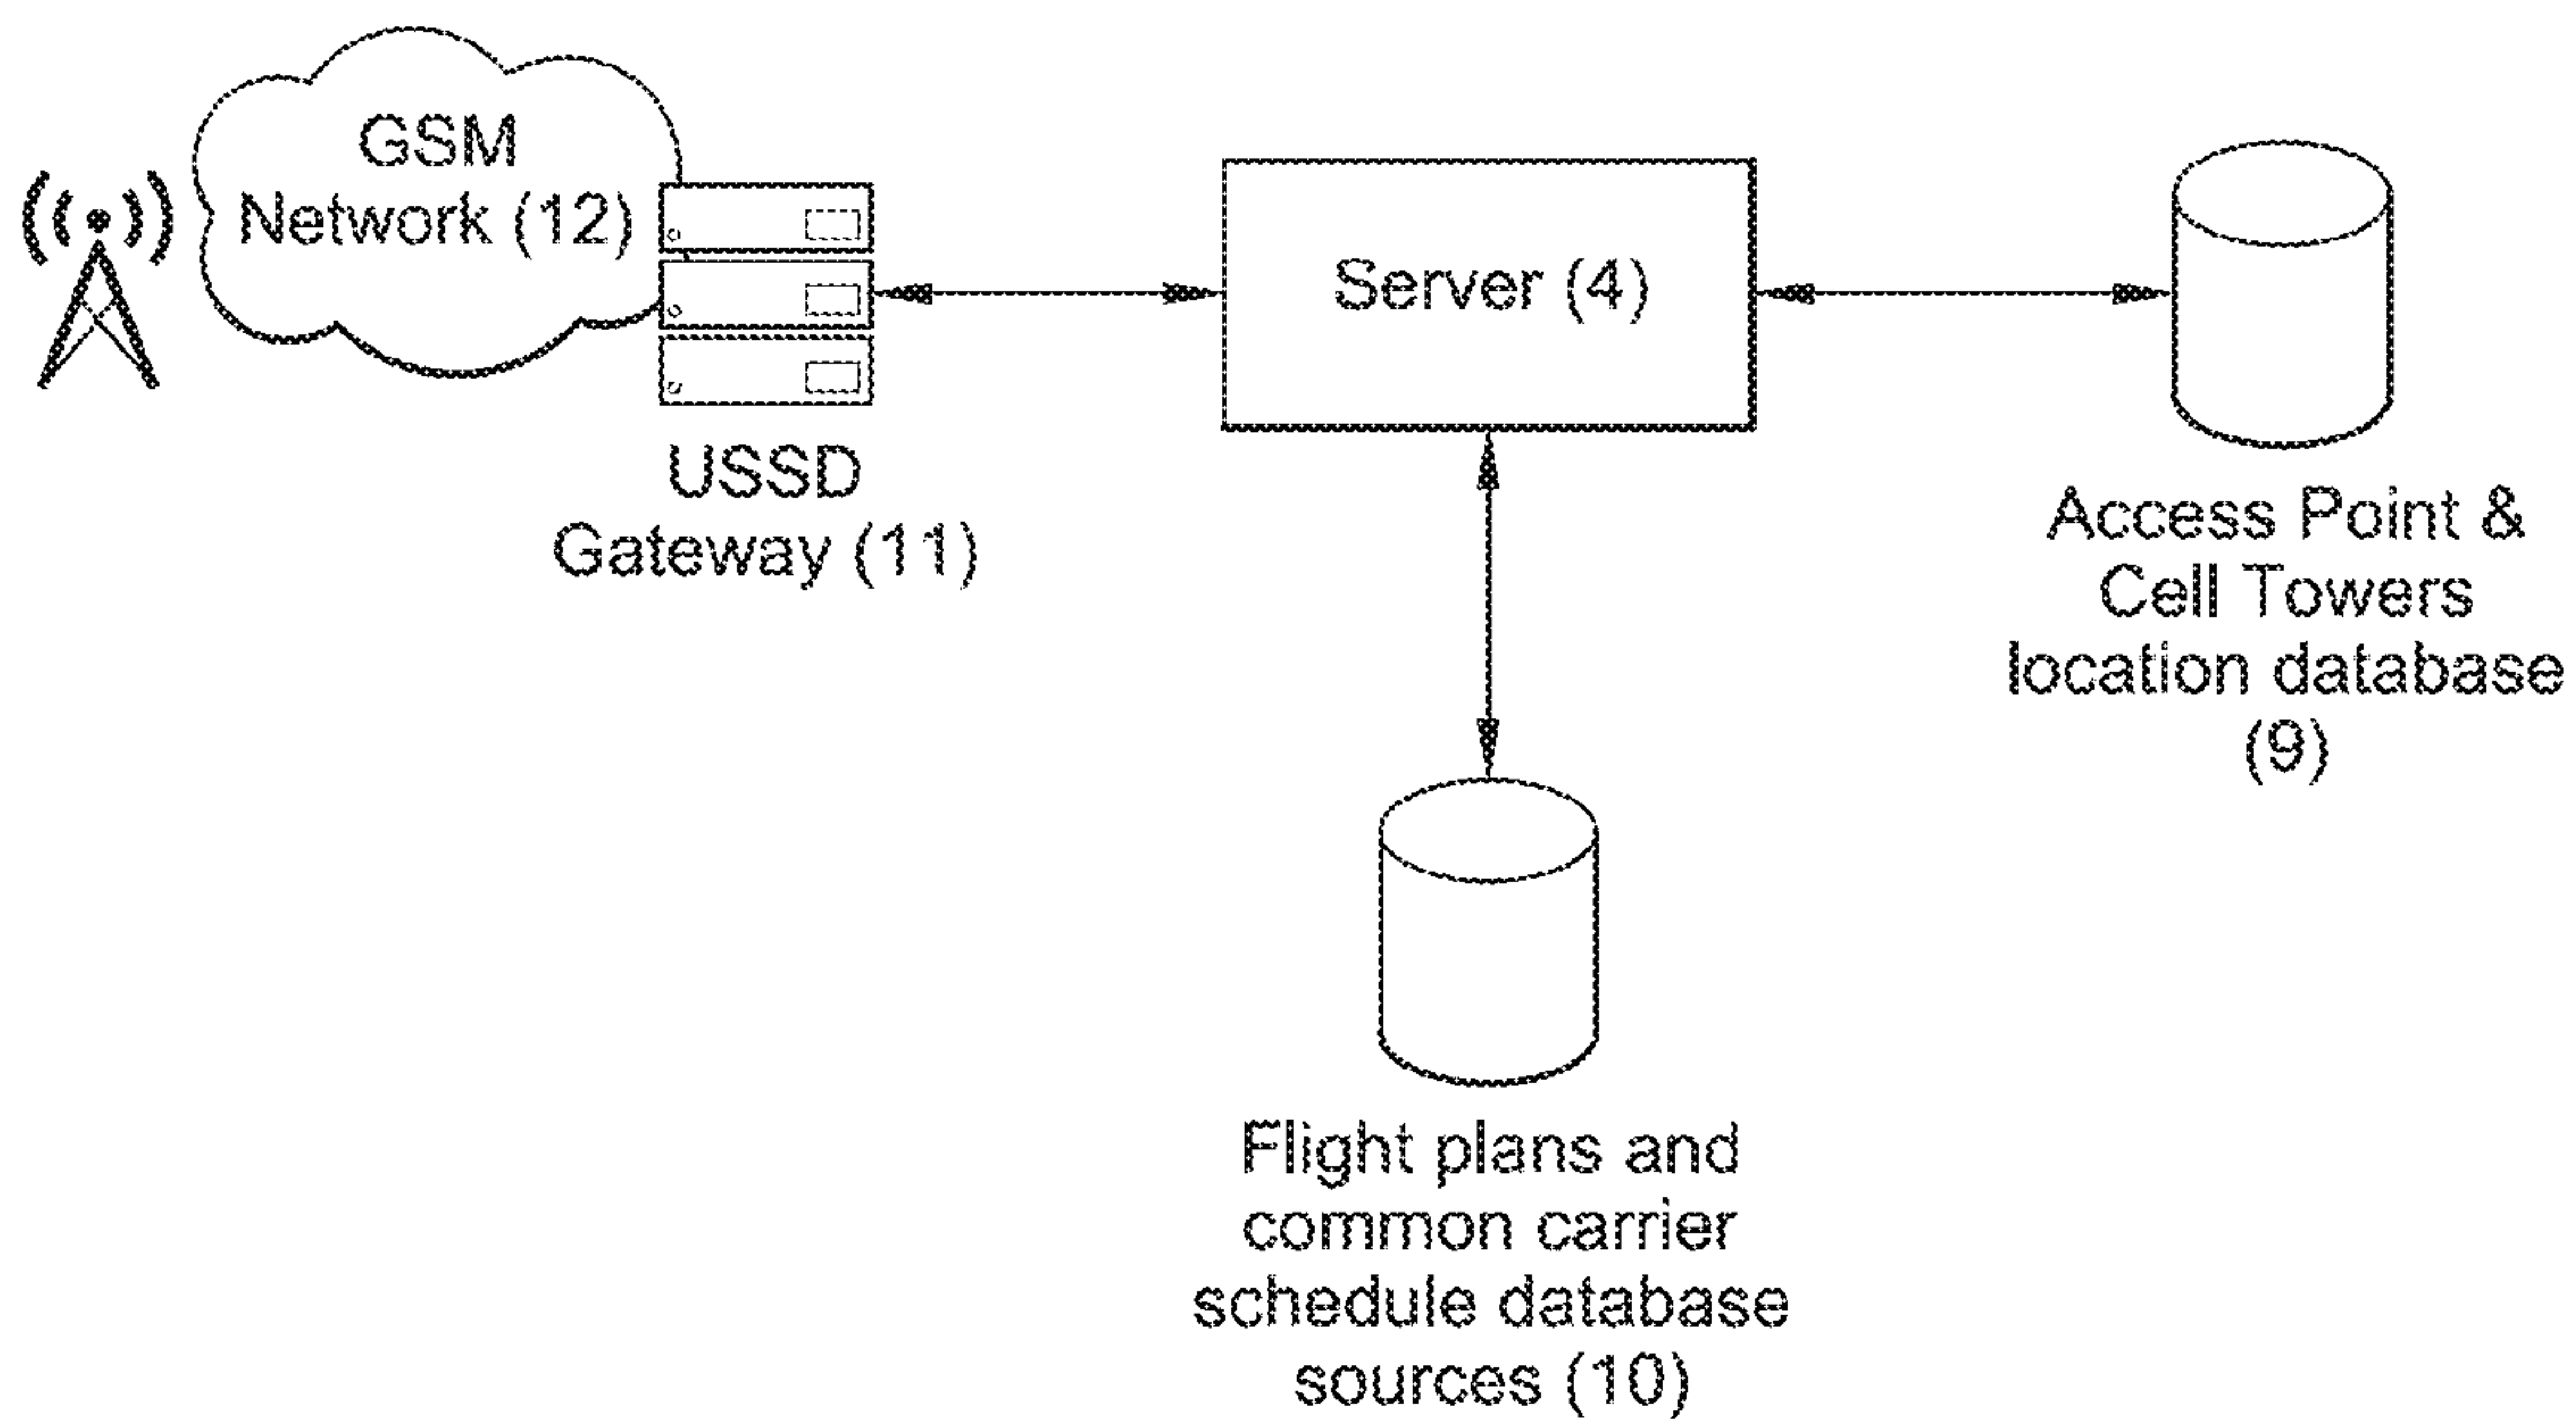 GSM
Network (12)
USSD
Gateway (11)
Server (4)
Access Point &
Cell Towers
location database
(9)
Flight plans and
common carrier
schedule database
sources (10)